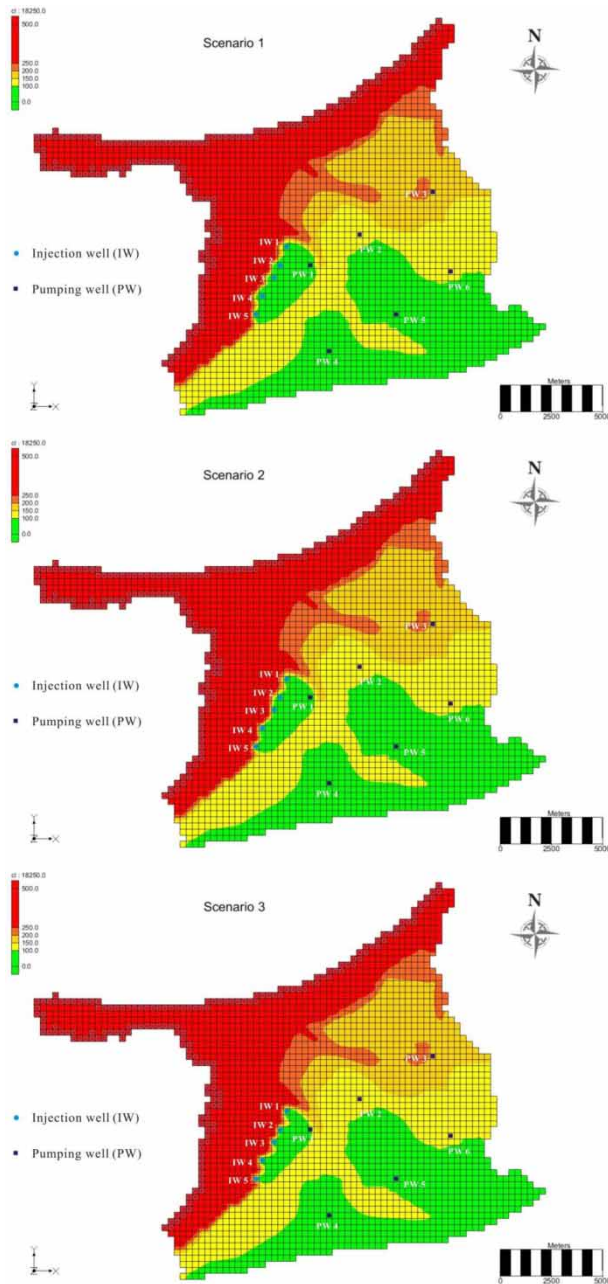 cl : 18250.0
500.0
250.0
200.0
150.0
100.0
0.0
Scenario 1
N
PW 3
IW 1
PW 2
Injection well (IW)
IW 2
PW 1
IW 3
PW 6
Pumping well (PW)
IW 4
IW 5
PW 5
PW 4
Y
Z
X
Meters
0
2500
5000
cl : 18250.0
500.0
250.0
200.0
150.0
100.0
0.0
Scenario 2
N
PW 3
IW 1
PW 2
Injection well (IW)
IW 2
PW
IW 3
PW 6
Pumping well (PW)
IW 4
IW 5
PW 5
PW 4
Y
Z
X
Meters
0
2500
5000
cl : 18250.0
500.0
250.0
200.0
150.0
100.0
0.0
Scenario 3
N
PW 3
IW 1
PW 2
Injection well (IW)
IW 2
PW
IW 3
PW 6
Pumping well (PW)
IW 4
IW 5
PW 5
PW 4
Y
Z
X
Meters
0
2500
5000